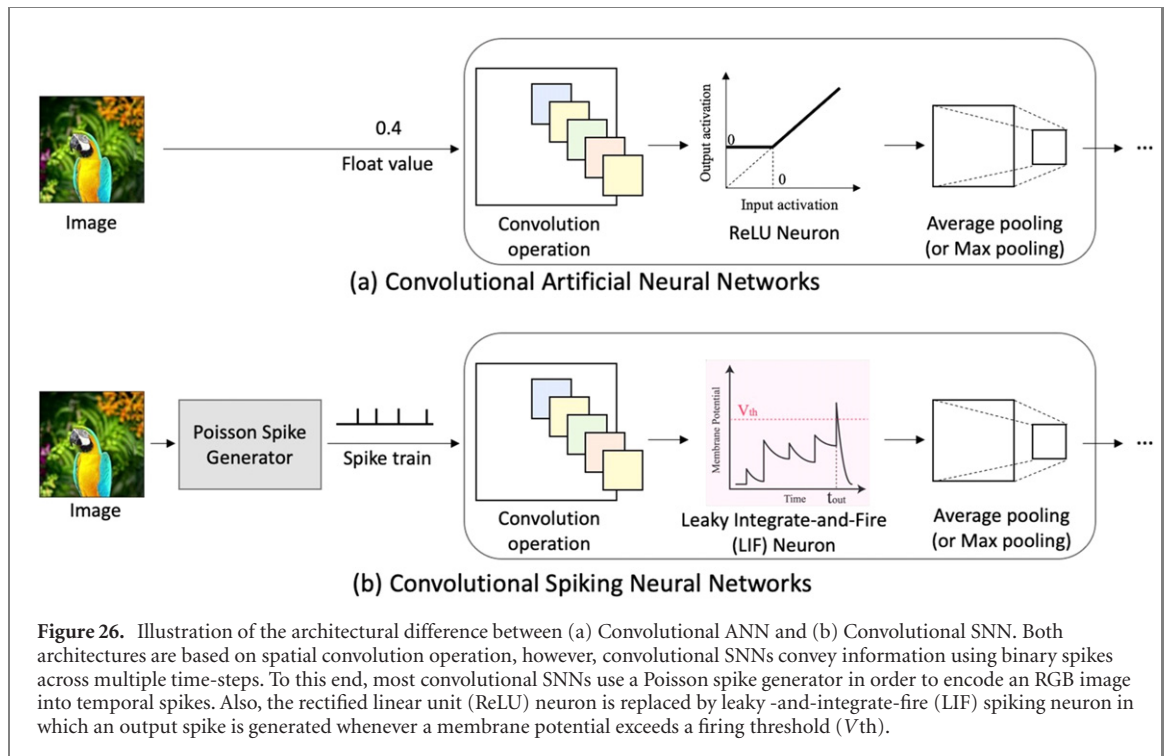 0.4
Float value
Image
Convolution
operation
Output activation
0
0
Input activation
ReLU Neuron
Average pooling
(or Max pooling)
...
(a) Convolutional Artificial Neural Networks
Image
Poisson Spike
Generator
Spike train
Convolution
operation
Membrane Potential
Vth
Time
tout
Leaky Integrate-and-Fire
(LIF) Neuron
Average pooling
(or Max pooling)
...
(b) Convolutional Spiking Neural Networks
Figure 26. Illustration of the architectural difference between (a) Convolutional ANN and (b) Convolutional SNN. Both
architectures are based on spatial convolution operation, however, convolutional SNNs convey information using binary spikes
across multiple time-steps. To this end, most convolutional SNNs use a Poisson spike generator in order to encode an RGB image
into temporal spikes. Also, the rectified linear unit (ReLU) neuron is replaced by leaky -and-integrate-fire (LIF) spiking neuron in
which an output spike is generated whenever a membrane potential exceeds a firing threshold (Vth).